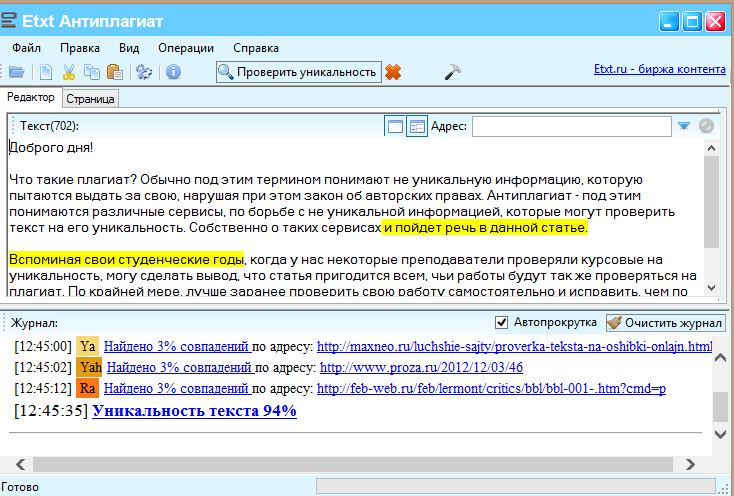 Etxt Антиплагиат
Файл Правка Вид Операции Справка
Проверить уникальность
Etxt.ru - биржа контента
Редактор Страница
Текст(702): Адрес:
Доброго дня!
Что такие плагиат? Обычно под этим термином понимают не уникальную информацию, которую
пытаются выдать за свою, нарушая при этом закон об авторских правах. Антиплагиат - под этим
понимаются различные сервисы, по борьбе с не уникальной информацией, которые могут проверить
текст на его уникальность. Собственно о таких сервисах и пойдет речь в данной статье.
Вспоминая свои студенческие годы, когда у нас некоторые преподаватели проверяли курсовые на
уникальность, могу сделать вывод, что статья пригодится всем, чьи работы будут так же проверяться на
плагиат. По крайней мере, лучше заранее проверить свою работу самостоятельно и исправить, чем по
Журнал: Автопрокрутка Очистить журнал
[12:45:00] Ya Найдено 3% совпадений по адресу: http://maxneo.ru/luchshie-sajty/proverka-teksta-na-oshibki-onlajn.html
[12:45:02] Yah Найдено 3% совпадений по адресу: http://www.proza.ru/2012/12/03/46
[12:45:12] Ra Найдено 3% совпадений по адресу: http://feb-web.ru/feb/lermont/critics/bbl/bbl-001-.htm?cmd=p
[12:45:35] Уникальность текста 94%
Готово